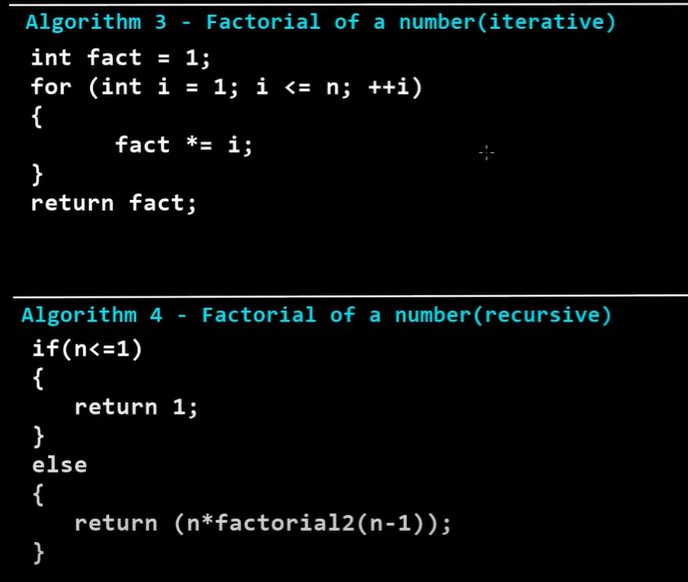 Algorithm 3 - Factorial of a number(iterative)
int fact = 1;
for (int i = 1; i <= n; ++i)
{
fact *= i;
}
return fact;
Algorithm 4 - Factorial of a number(recursive)
if(n<=1)
{
return 1;
}
else
{
return (n*factorial2(n-1));
}